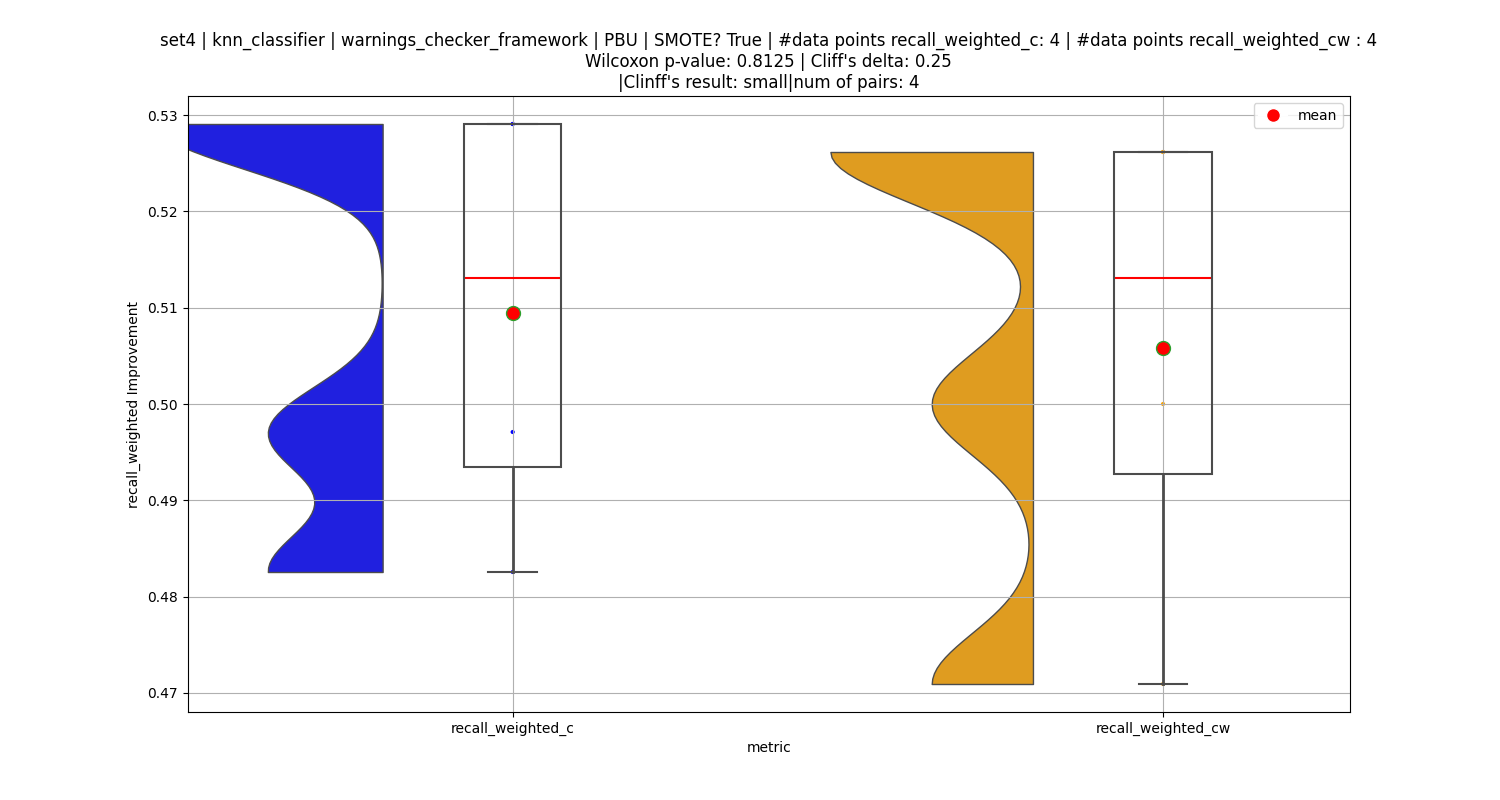 set4 | knn_classifier | warnings_checker_framework | PBU | SMOTE? True | #data points recall_weighted_c: 4 | #data points recall_weighted_cw : 4
Wilcoxon p-value: 0.8125 | Cliff's delta: 0.25
|Clinff's result: small|num of pairs: 4
mean
0.53
0.52
0.51
0.50
0.49
0.48
0.47
recall_weighted Improvement
recall_weighted_c
recall_weighted_cw
metric